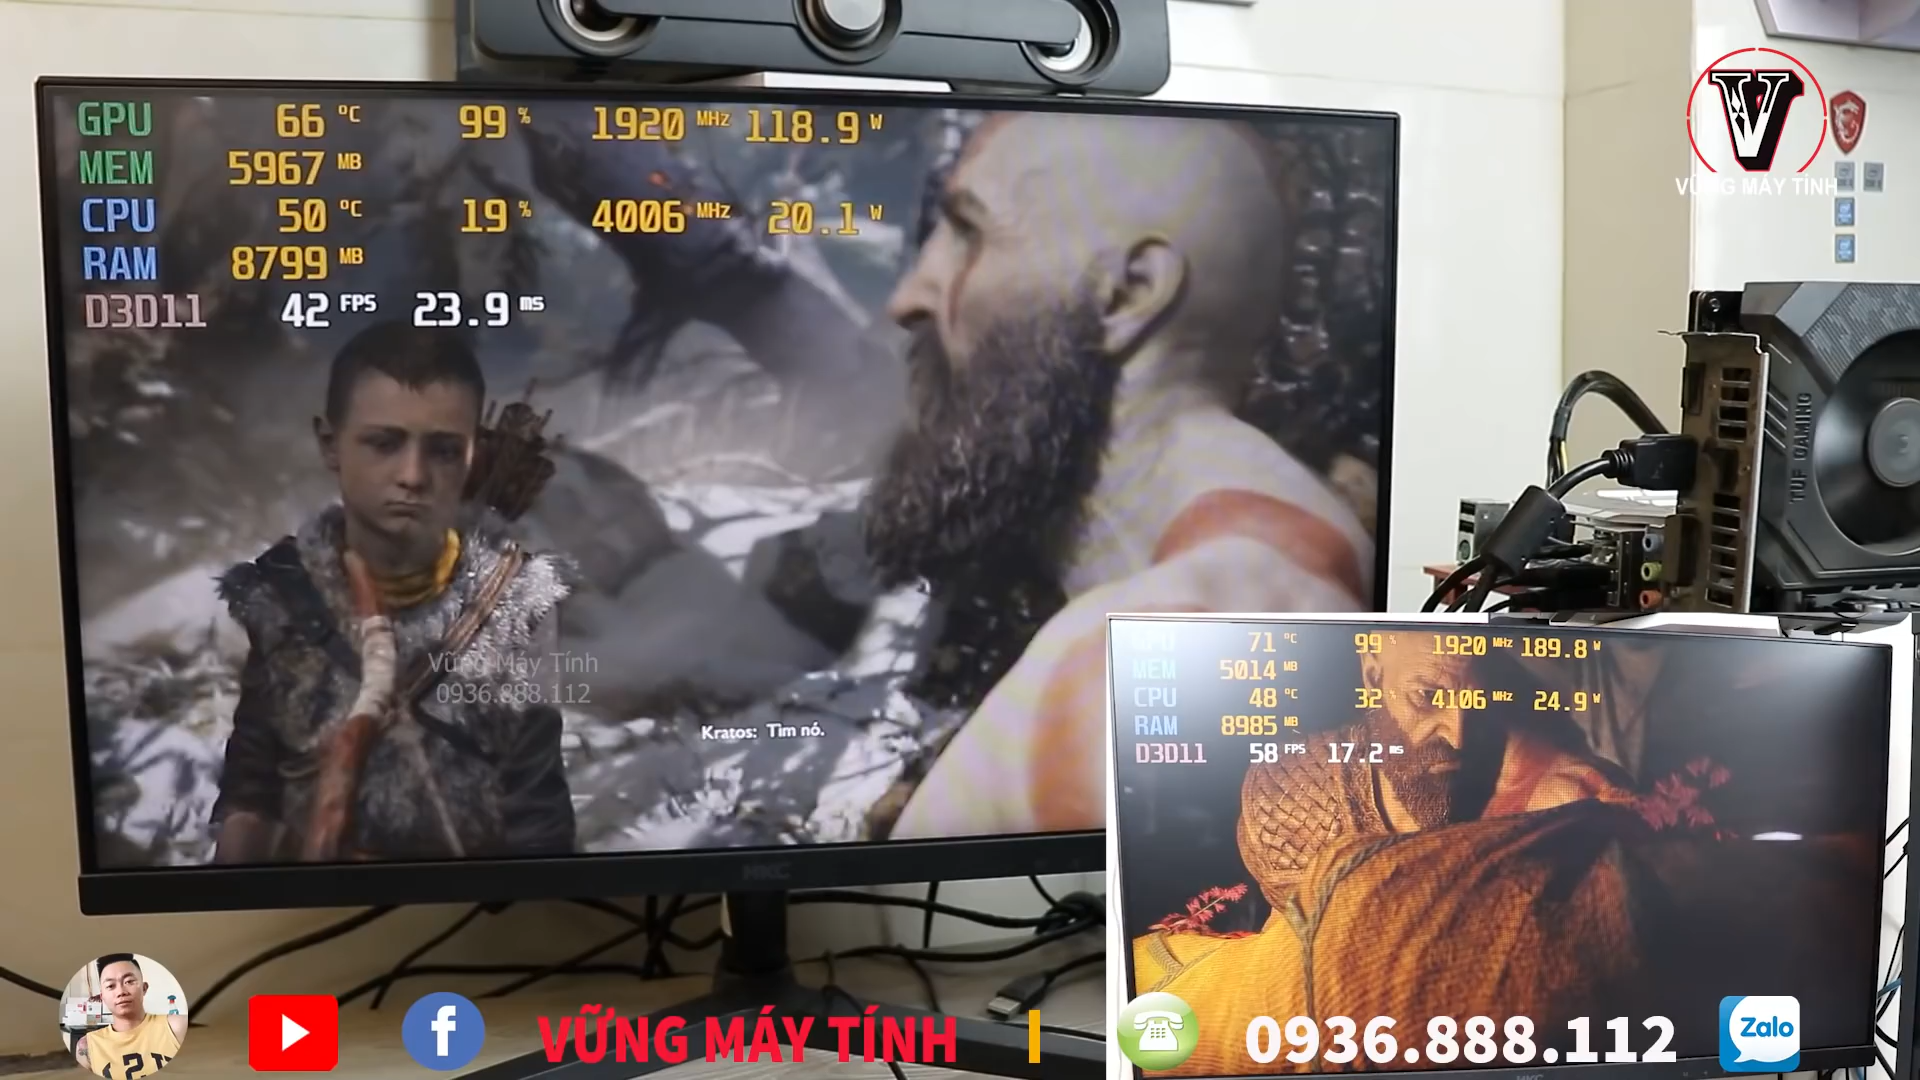 GPU 66 °C 99 % 1920 MHz 118.9 W
MEM 5967 MB
CPU 50 °C 19 % 4006 MHz 20.1 W
RAM 8799 MB
D3D11 42 FPS 23.9 ms
V
VỮNG MÁY TÍNH
TUF GAMING
Vững Máy Tính
0936.888.112
Kratos: Tìm nó.
HKC
GPU 71 °C 99 % 1920 MHz 189.8 W
MEM 5014 MB
CPU 48 °C 32 % 4106 MHz 24.9 W
RAM 8985 MB
D3D11 58 FPS 17.2 ms
f VỮNG MÁY TÍNH 0936.888.112 Zalo